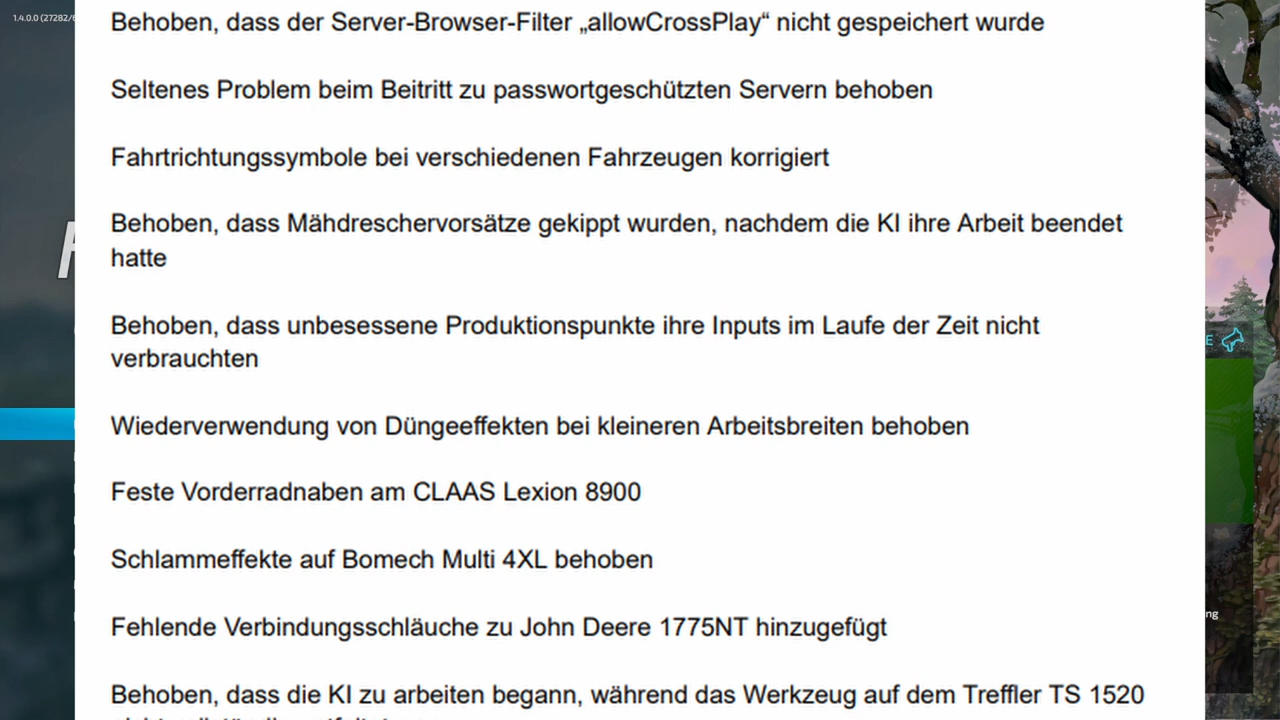 1.4.0.0 (27282/
Behoben, dass der Server-Browser-Filter „allowCrossPlay“ nicht gespeichert wurde
Seltenes Problem beim Beitritt zu passwortgeschützten Servern behoben
Fahrtrichtungssymbole bei verschiedenen Fahrzeugen korrigiert
Behoben, dass Mähdreschervorsätze gekippt wurden, nachdem die KI ihre Arbeit beendet
hatte
Behoben, dass unbesessene Produktionspunkte ihre Inputs im Laufe der Zeit nicht
verbrauchten
E
Wiederverwendung von Düngeeffekten bei kleineren Arbeitsbreiten behoben
Feste Vorderradnaben am CLAAS Lexion 8900
Schlammeffekte auf Bomech Multi 4XL behoben
Fehlende Verbindungsschläuche zu John Deere 1775NT hinzugefügt
ng
Behoben, dass die KI zu arbeiten begann, während das Werkzeug auf dem Treffler TS 1520